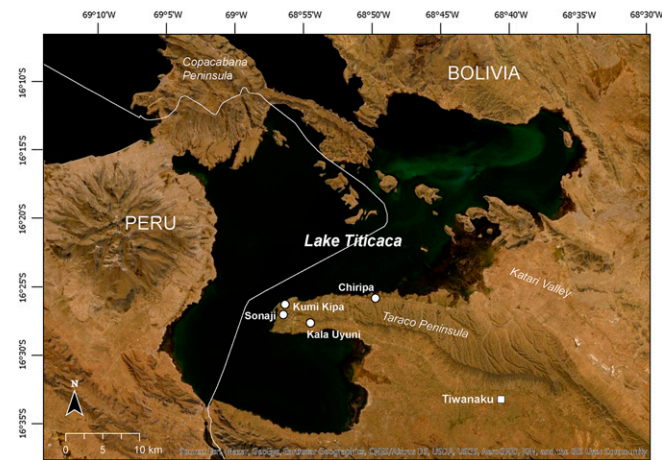 69°10'W 69°5'W 69°W 68°55'W 68°50'W 68°45'W 68°40'W 68°35'W 68°30'W
16°10'S
16°15'S
16°20'S
16°25'S
16°30'S
16°35'S
Copacabana
Peninsula
BOLIVIA
PERU
Lake Titicaca
Katari Valley
Chiripa
Kumi Kipa
Sonaji
Taraco Peninsula
Kala Uyuni
Tiwanaku
N
0 5 10 km